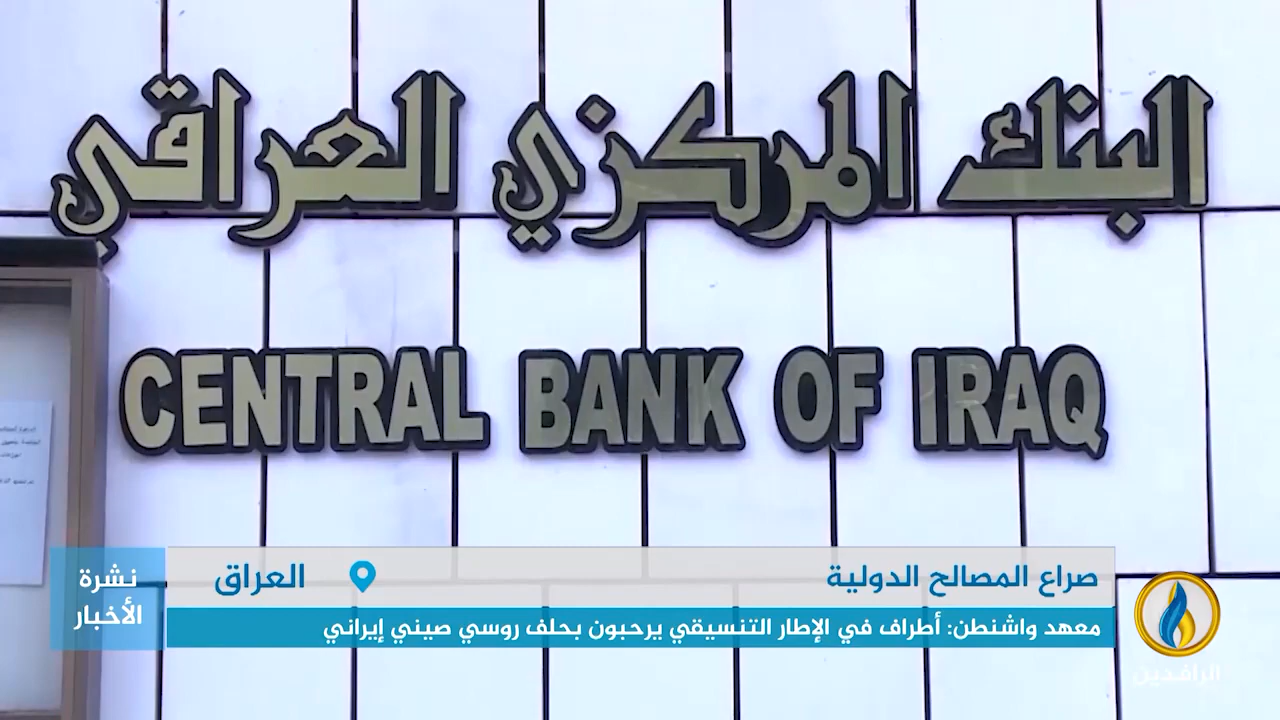 البنك المركزي العراقي
CENTRAL BANK OF IRAQ
صراع المصالح الدولية
العراق
نشرة
الأخبار
معهد واشنطن: أطراف في الإطار التنسيقي يرحبون بحلف روسي صيني إيراني
الرافدين